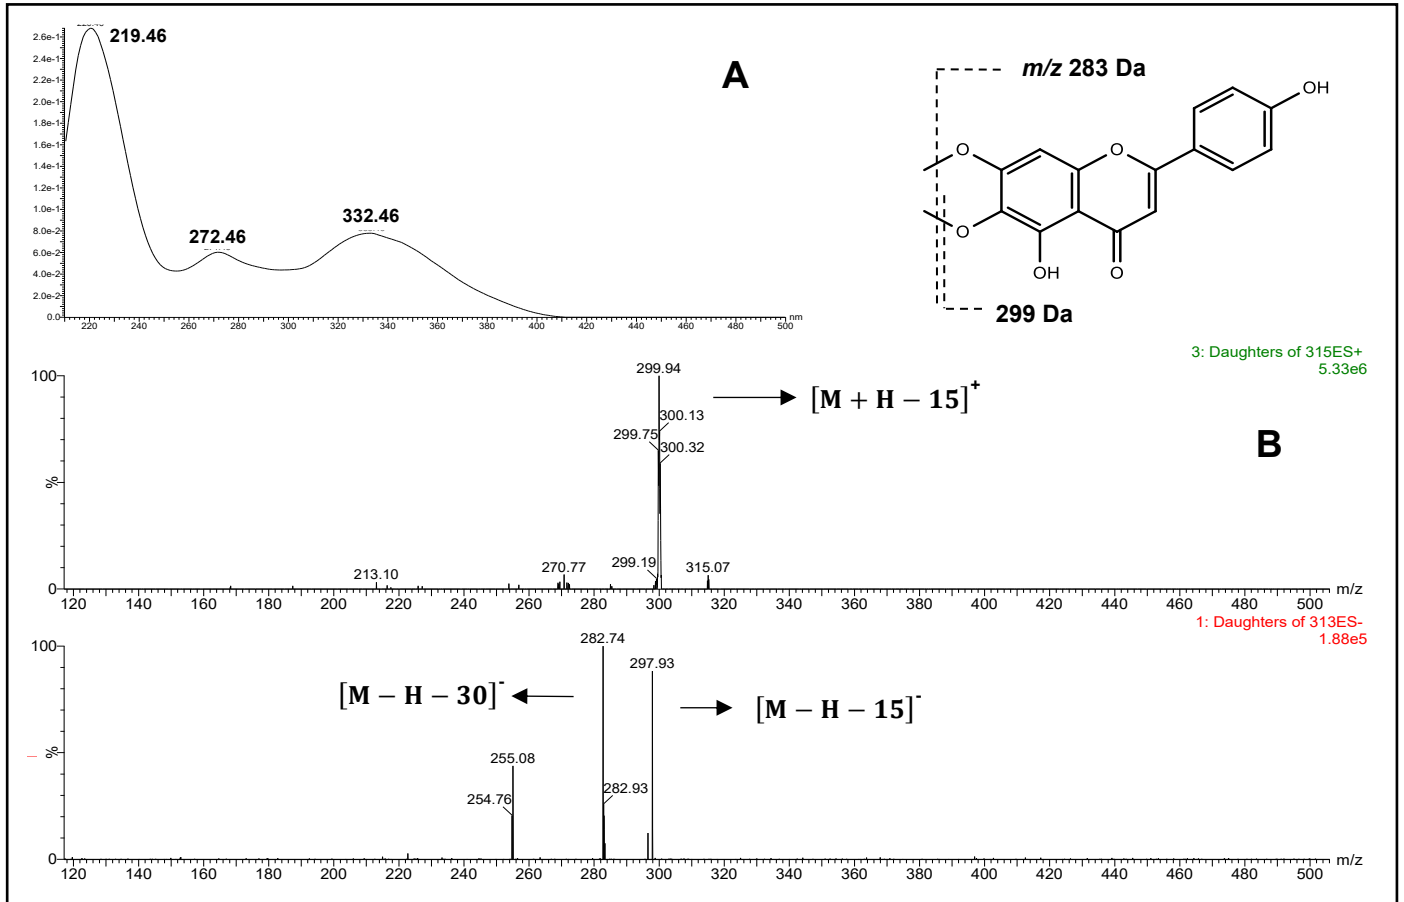 219.46
2.6e-1
2.4e-1
2.2e-1
2.0e-1
1.8e-1
1.6e-1
1.4e-1
1.2e-1
1.0e-1
8.0e-2
6.0e-2
4.0e-2
2.0e-2
0.0
272.46
332.46
220 240 260 280 300 320 340 360 380 400 420 440 460 480 500
nm
A
m/z 283 Da
OH
O
O
O
OH
O
299 Da
3: Daughters of 315ES+
5.33e6
100
%
0
299.94
[M + H − 15]+
300.13
299.75
300.32
B
299.19
315.07
270.77
213.10
120 140 160 180 200 220 240 260 280 300 320 340 360 380 400 420 440 460 480 500
m/z
1: Daughters of 313ES-
1.88e5
100
%
0
282.74
297.93
[M − H − 30]-
[M − H − 15]-
255.08
254.76
282.93
120 140 160 180 200 220 240 260 280 300 320 340 360 380 400 420 440 460 480 500
m/z